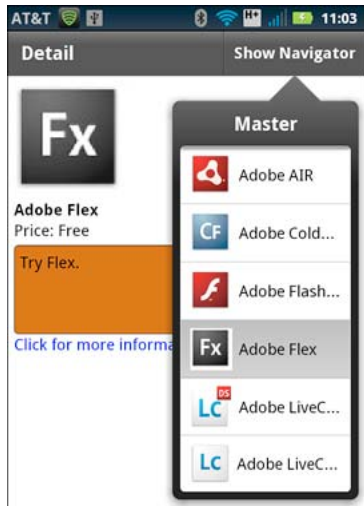 AT&T H+ 11:03
Detail Show Navigator
Fx
Adobe Flex
Price: Free
Try Flex.
Click for more informa
Master
Adobe AIR
CF Adobe Cold...
Adobe Flash...
Fx Adobe Flex
Lc DS Adobe LiveC...
Lc Adobe LiveC...